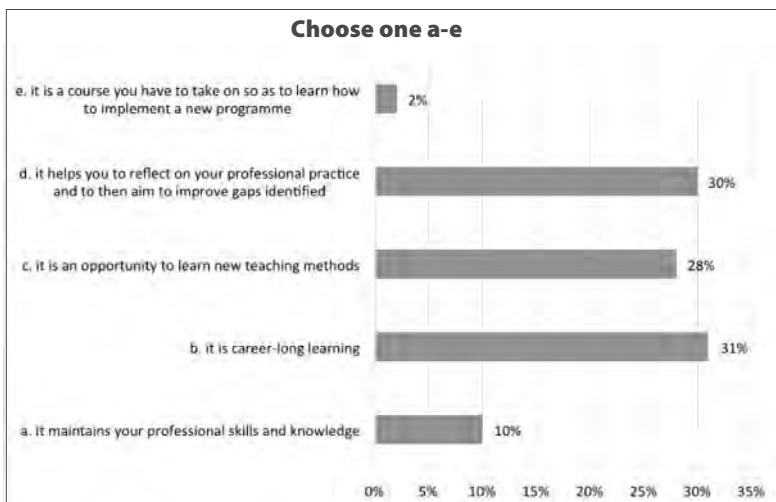 Choose one a-e
e. it is a course you have to take on so as to learn how
to implement a new programme
2%
d. it helps you to reflect on your professional practice
and to then aim to improve gaps identified
30%
c. it is an opportunity to learn new teaching methods
28%
b. it is career-long learning
31%
a. it maintains your professional skills and knowledge
10%
0% 5% 10% 15% 20% 25% 30% 35%